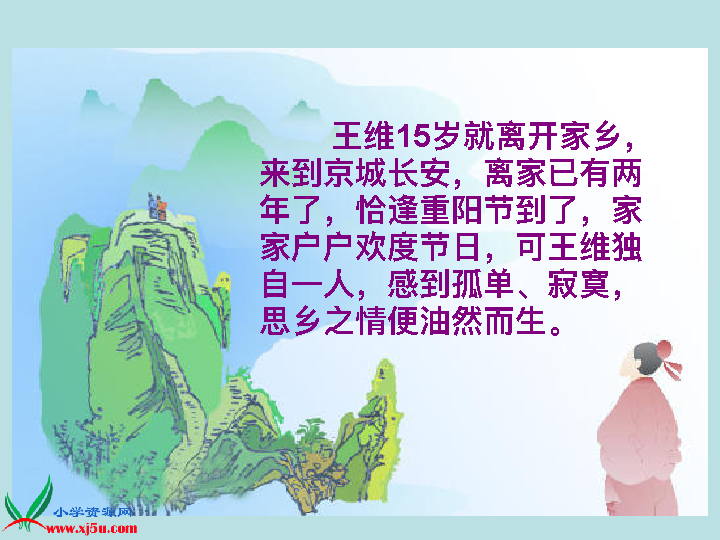 王维15岁就离开家乡，
来到京城长安，离家已有两
年了，恰逢重阳节到了，家
家户户欢度节日，可王维独
自一人，感到孤单、寂寞，
思乡之情便油然而生。
小学资源网
www.xj5u.com